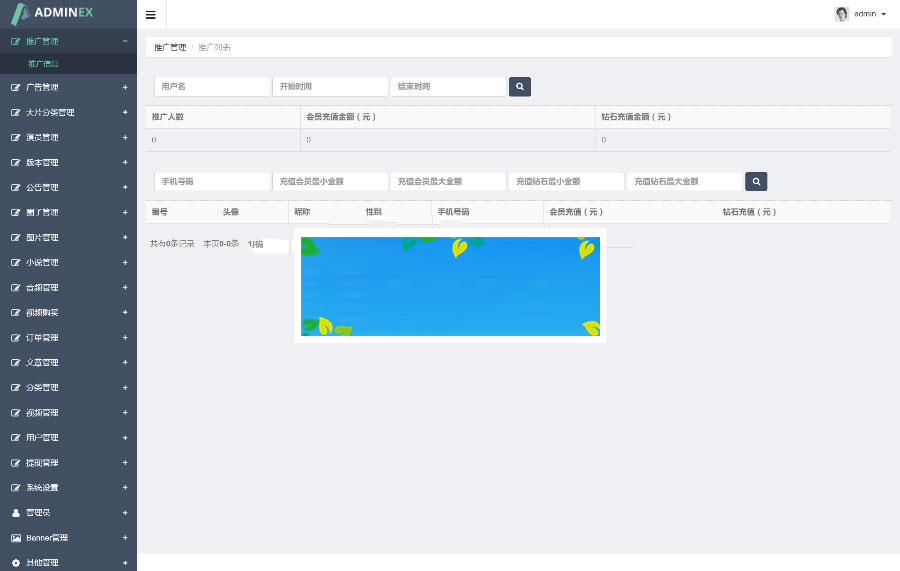 ADMINEX
admin
推广管理
推广信息
广告管理
大片分类管理
演员管理
版本管理
公告管理
圈子管理
图片管理
小说管理
音频管理
视频购买
订单管理
文章管理
分类管理
视频管理
用户管理
提现管理
系统设置
管理员
Banner管理
其他管理
推广管理 / 推广列表
用户名 开始时间 结束时间
推广人数 会员充值金额（元） 钻石充值金额（元）
0 0 0
手机号码 充值会员最小金额 充值会员最大金额 充值钻石最小金额 充值钻石最大金额
编号 头像 昵称 性别 手机号码 会员充值（元） 钻石充值（元）
共有0条记录 本页0-0条